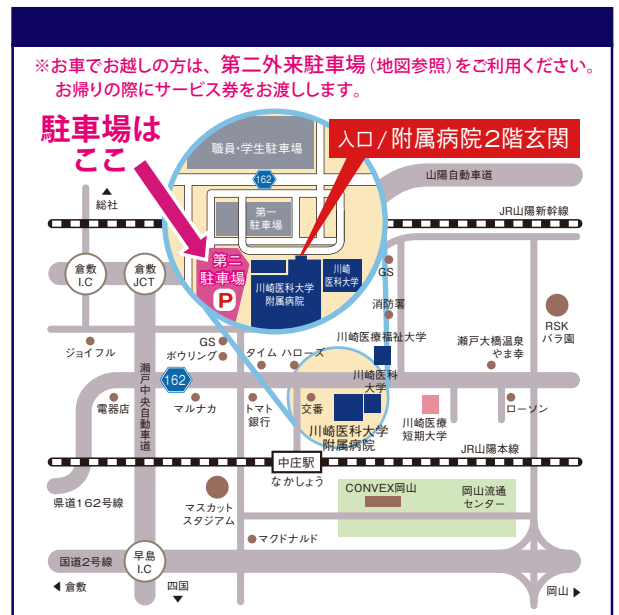 ※お車でお越しの方は、第二外来駐車場(地図参照)をご利用ください。
お帰りの際にサービス券をお渡しします。
駐車場は
ここ
入口/附属病院2階玄関
職員・学生駐車場
162
第一
駐車場
第二
駐車場
P
川崎医科大学
附属病院
川崎
医科大学
山陽自動車道
総社
JR山陽新幹線
倉敷
I.C
倉敷
JCT
GS
消防署
川崎医療福祉大学
RSK
バラ園
瀬戸大橋温泉
やま幸
ジョイフル
GS
ボウリング
タイム
ハローズ
川崎医科
大学
162
瀬戸中央自動車道
電器店
マルナカ
トマト
銀行
交番
川崎医科大学
附属病院
川崎医療
短期大学
ローソン
JR山陽本線
中庄駅
なかしょう
県道162号線
マスカット
スタジアム
CONVEX岡山
岡山流通
センター
マクドナルド
国道2号線
早島
I.C
倉敷
四国
岡山